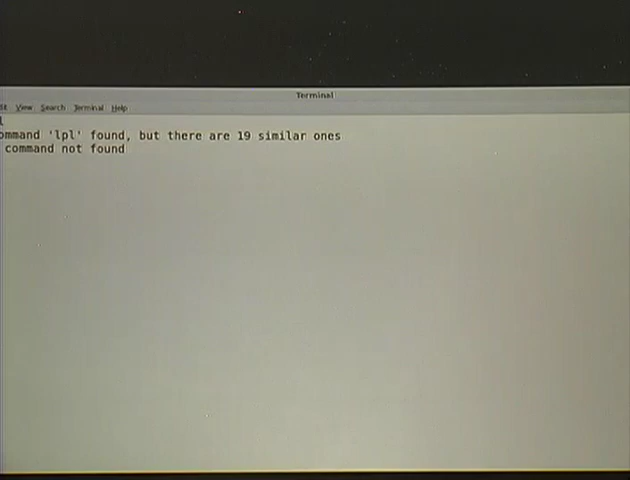 Terminal
View Search Terminal Help
l
ommand 'lpl' found, but there are 19 similar ones
command not found